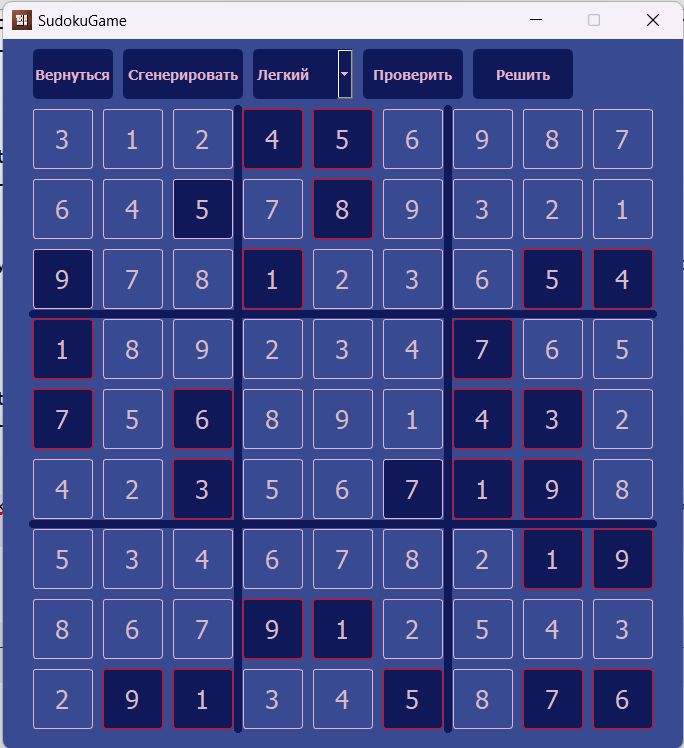 SudokuGame
Вернуться Сгенерировать Легкий Проверить Решить
3 1 2 4 5 6 9 8 7
6 4 5 7 8 9 3 2 1
9 7 8 1 2 3 6 5 4
1 8 9 2 3 4 7 6 5
7 5 6 8 9 1 4 3 2
4 2 3 5 6 7 1 9 8
5 3 4 6 7 8 2 1 9
8 6 7 9 1 2 5 4 3
2 9 1 3 4 5 8 7 6